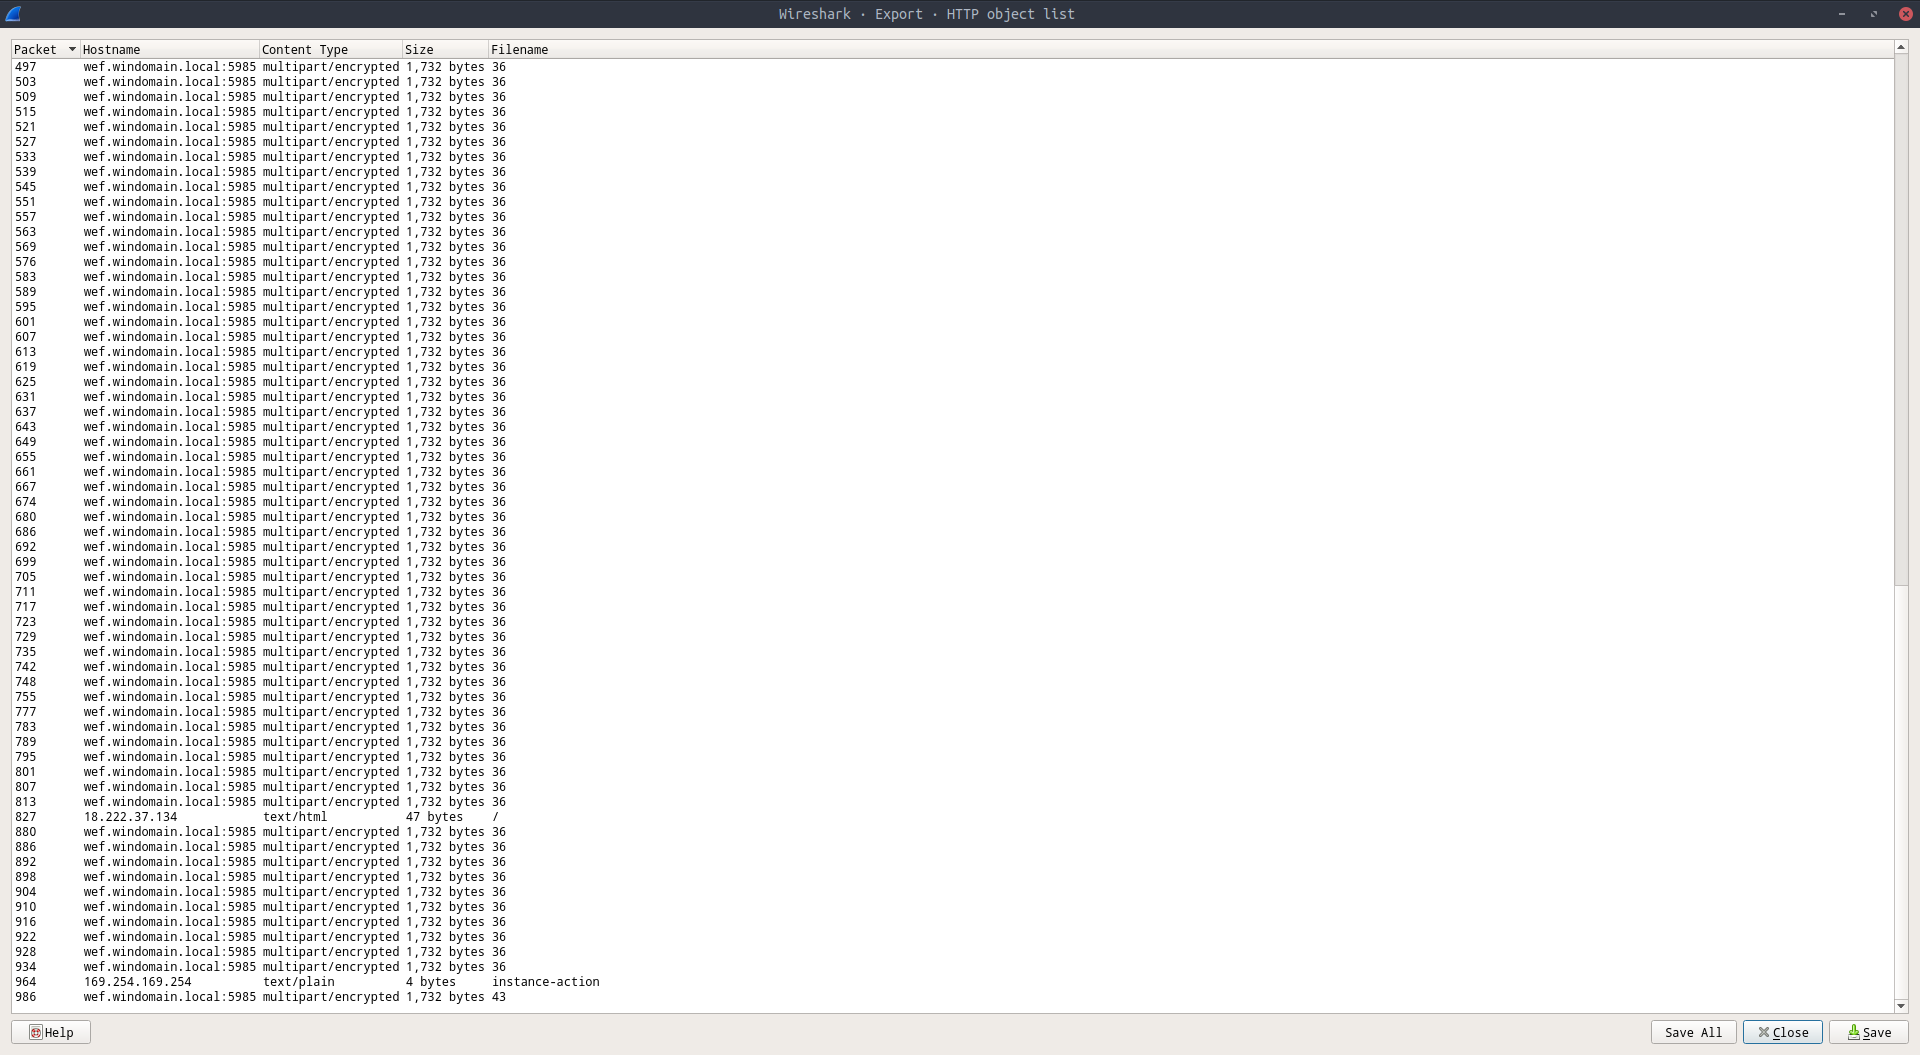 Wireshark · Export · HTTP object list
Packet Hostname Content Type Size Filename
497 wef.windomain.local:5985 multipart/encrypted 1,732 bytes 36
503 wef.windomain.local:5985 multipart/encrypted 1,732 bytes 36
509 wef.windomain.local:5985 multipart/encrypted 1,732 bytes 36
515 wef.windomain.local:5985 multipart/encrypted 1,732 bytes 36
521 wef.windomain.local:5985 multipart/encrypted 1,732 bytes 36
527 wef.windomain.local:5985 multipart/encrypted 1,732 bytes 36
533 wef.windomain.local:5985 multipart/encrypted 1,732 bytes 36
539 wef.windomain.local:5985 multipart/encrypted 1,732 bytes 36
545 wef.windomain.local:5985 multipart/encrypted 1,732 bytes 36
551 wef.windomain.local:5985 multipart/encrypted 1,732 bytes 36
557 wef.windomain.local:5985 multipart/encrypted 1,732 bytes 36
563 wef.windomain.local:5985 multipart/encrypted 1,732 bytes 36
569 wef.windomain.local:5985 multipart/encrypted 1,732 bytes 36
576 wef.windomain.local:5985 multipart/encrypted 1,732 bytes 36
583 wef.windomain.local:5985 multipart/encrypted 1,732 bytes 36
589 wef.windomain.local:5985 multipart/encrypted 1,732 bytes 36
595 wef.windomain.local:5985 multipart/encrypted 1,732 bytes 36
601 wef.windomain.local:5985 multipart/encrypted 1,732 bytes 36
607 wef.windomain.local:5985 multipart/encrypted 1,732 bytes 36
613 wef.windomain.local:5985 multipart/encrypted 1,732 bytes 36
619 wef.windomain.local:5985 multipart/encrypted 1,732 bytes 36
625 wef.windomain.local:5985 multipart/encrypted 1,732 bytes 36
631 wef.windomain.local:5985 multipart/encrypted 1,732 bytes 36
637 wef.windomain.local:5985 multipart/encrypted 1,732 bytes 36
643 wef.windomain.local:5985 multipart/encrypted 1,732 bytes 36
649 wef.windomain.local:5985 multipart/encrypted 1,732 bytes 36
655 wef.windomain.local:5985 multipart/encrypted 1,732 bytes 36
661 wef.windomain.local:5985 multipart/encrypted 1,732 bytes 36
667 wef.windomain.local:5985 multipart/encrypted 1,732 bytes 36
674 wef.windomain.local:5985 multipart/encrypted 1,732 bytes 36
680 wef.windomain.local:5985 multipart/encrypted 1,732 bytes 36
686 wef.windomain.local:5985 multipart/encrypted 1,732 bytes 36
692 wef.windomain.local:5985 multipart/encrypted 1,732 bytes 36
699 wef.windomain.local:5985 multipart/encrypted 1,732 bytes 36
705 wef.windomain.local:5985 multipart/encrypted 1,732 bytes 36
711 wef.windomain.local:5985 multipart/encrypted 1,732 bytes 36
717 wef.windomain.local:5985 multipart/encrypted 1,732 bytes 36
723 wef.windomain.local:5985 multipart/encrypted 1,732 bytes 36
729 wef.windomain.local:5985 multipart/encrypted 1,732 bytes 36
735 wef.windomain.local:5985 multipart/encrypted 1,732 bytes 36
742 wef.windomain.local:5985 multipart/encrypted 1,732 bytes 36
748 wef.windomain.local:5985 multipart/encrypted 1,732 bytes 36
755 wef.windomain.local:5985 multipart/encrypted 1,732 bytes 36
777 wef.windomain.local:5985 multipart/encrypted 1,732 bytes 36
783 wef.windomain.local:5985 multipart/encrypted 1,732 bytes 36
789 wef.windomain.local:5985 multipart/encrypted 1,732 bytes 36
795 wef.windomain.local:5985 multipart/encrypted 1,732 bytes 36
801 wef.windomain.local:5985 multipart/encrypted 1,732 bytes 36
807 wef.windomain.local:5985 multipart/encrypted 1,732 bytes 36
813 wef.windomain.local:5985 multipart/encrypted 1,732 bytes 36
827 18.222.37.134 text/html 47 bytes /
880 wef.windomain.local:5985 multipart/encrypted 1,732 bytes 36
886 wef.windomain.local:5985 multipart/encrypted 1,732 bytes 36
892 wef.windomain.local:5985 multipart/encrypted 1,732 bytes 36
898 wef.windomain.local:5985 multipart/encrypted 1,732 bytes 36
904 wef.windomain.local:5985 multipart/encrypted 1,732 bytes 36
910 wef.windomain.local:5985 multipart/encrypted 1,732 bytes 36
916 wef.windomain.local:5985 multipart/encrypted 1,732 bytes 36
922 wef.windomain.local:5985 multipart/encrypted 1,732 bytes 36
928 wef.windomain.local:5985 multipart/encrypted 1,732 bytes 36
934 wef.windomain.local:5985 multipart/encrypted 1,732 bytes 36
964 169.254.169.254 text/plain 4 bytes instance-action
986 wef.windomain.local:5985 multipart/encrypted 1,732 bytes 43
Help Save All Close Save